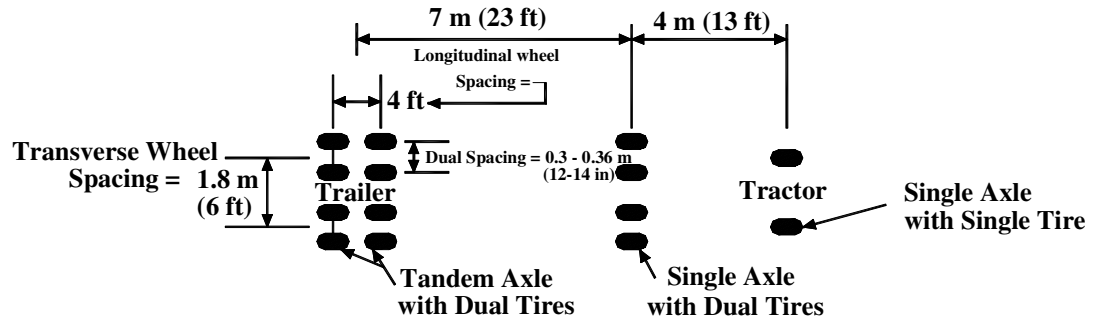 7 m (23 ft)
4 m (13 ft)
Longitudinal wheel
Spacing =
4 ft
Transverse Wheel
Spacing =
1.8 m
(6 ft)
Dual Spacing = 0.3 - 0.36 m
(12-14 in)
Trailer
Tractor
Single Axle
with Single Tire
Tandem Axle
with Dual Tires
Single Axle
with Dual Tires